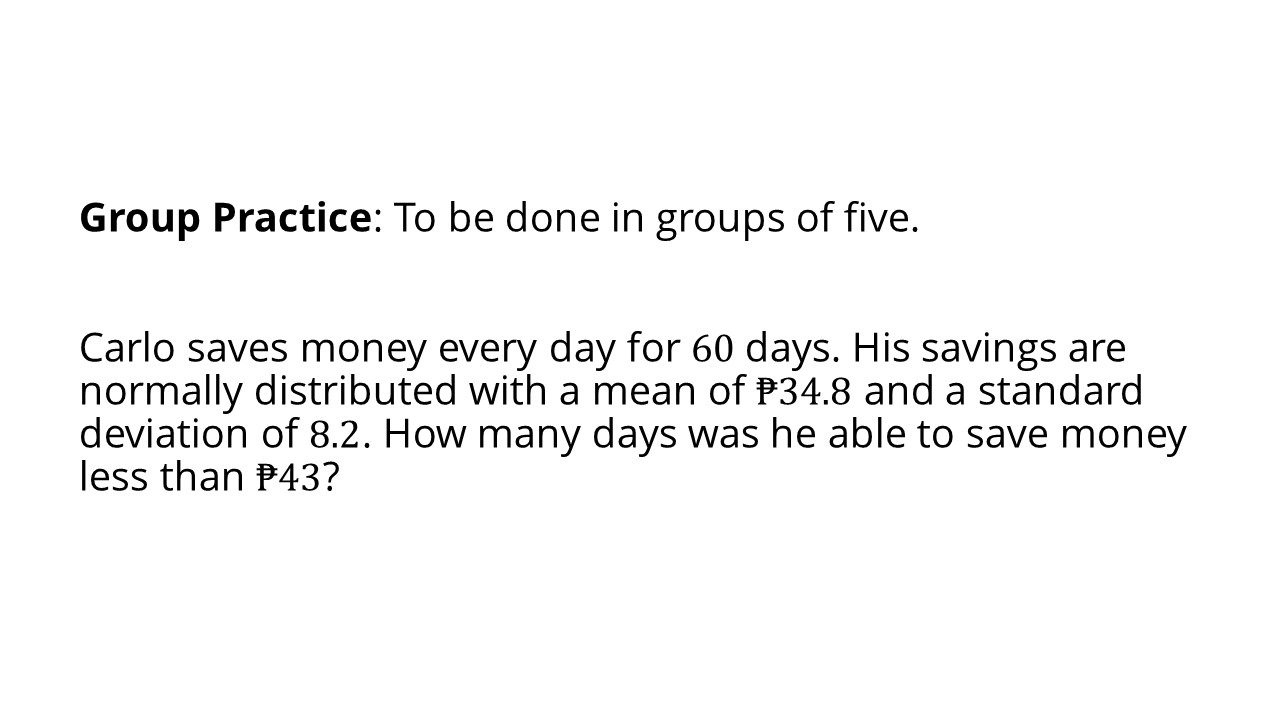 Group Practice: To be done in groups of five.
Carlo saves money every day for 60 days. His savings are
normally distributed with a mean of ₱34.8 and a standard
deviation of 8.2. How many days was he able to save money
less than ₱43?